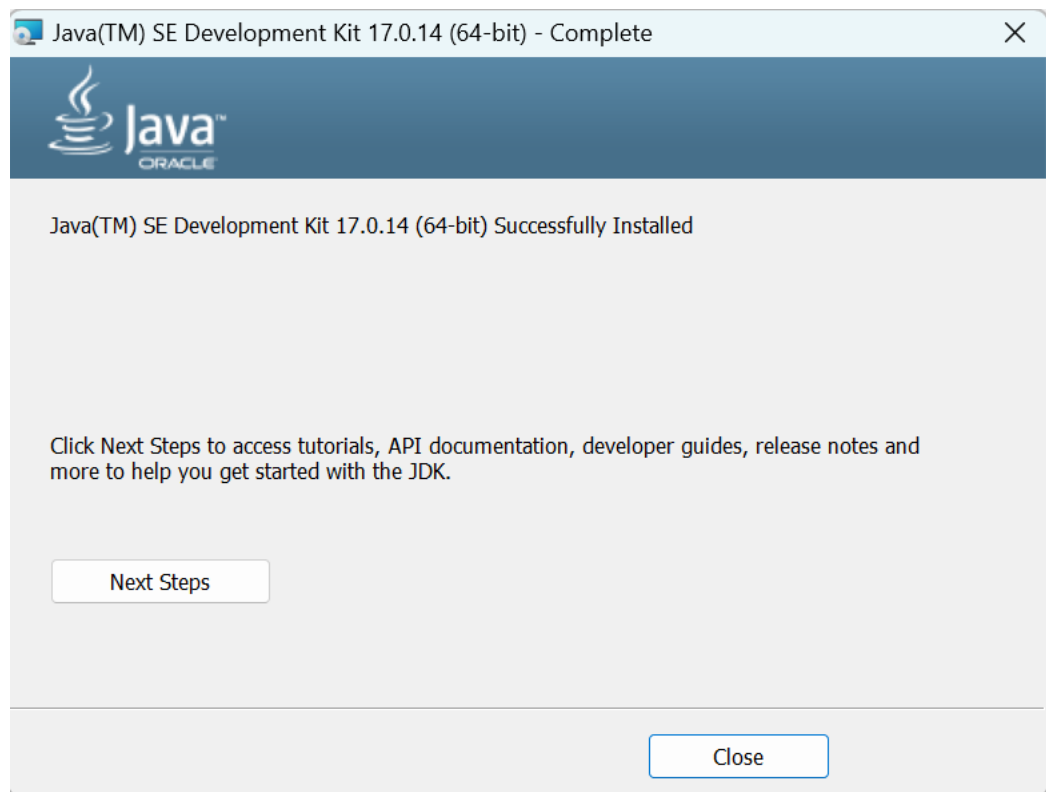 Java(TM) SE Development Kit 17.0.14 (64-bit) - Complete
Java™
ORACLE
Java(TM) SE Development Kit 17.0.14 (64-bit) Successfully Installed
Click Next Steps to access tutorials, API documentation, developer guides, release notes and
more to help you get started with the JDK.
Next Steps
Close